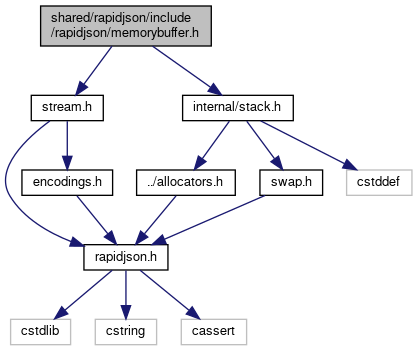 shared/rapidjson/include
/rapidjson/memorybuffer.h
stream.h
internal/stack.h
encodings.h
../allocators.h
swap.h
cstddef
rapidjson.h
cstdlib
cstring
cassert